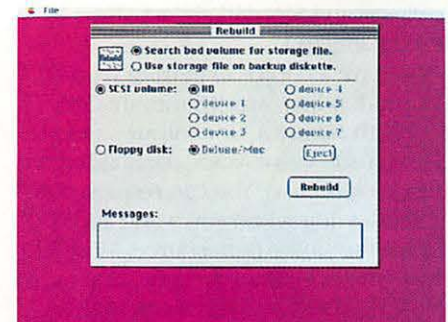 File
Rebuild
Search bad volume for storage file.
Use storage file on backup diskette.
SCSI volume: HD device 4
device 1 device 5
device 2 device 6
device 3 device 7
Floppy disk: Deluxe/Mac Eject
Rebuild
Messages: